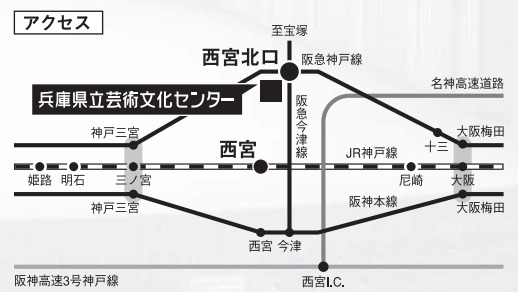 アクセス
至宝塚
西宮北口
阪急神戸線
名神高速道路
兵庫県立芸術文化センター
阪急今津線
神戸三宮
十三
大阪梅田
西宮
JR神戸線
姫路
明石
三ノ宮
尼崎
大阪
神戸三宮
阪神本線
大阪梅田
西宮
今津
阪神高速3号神戸線
西宮I.C.